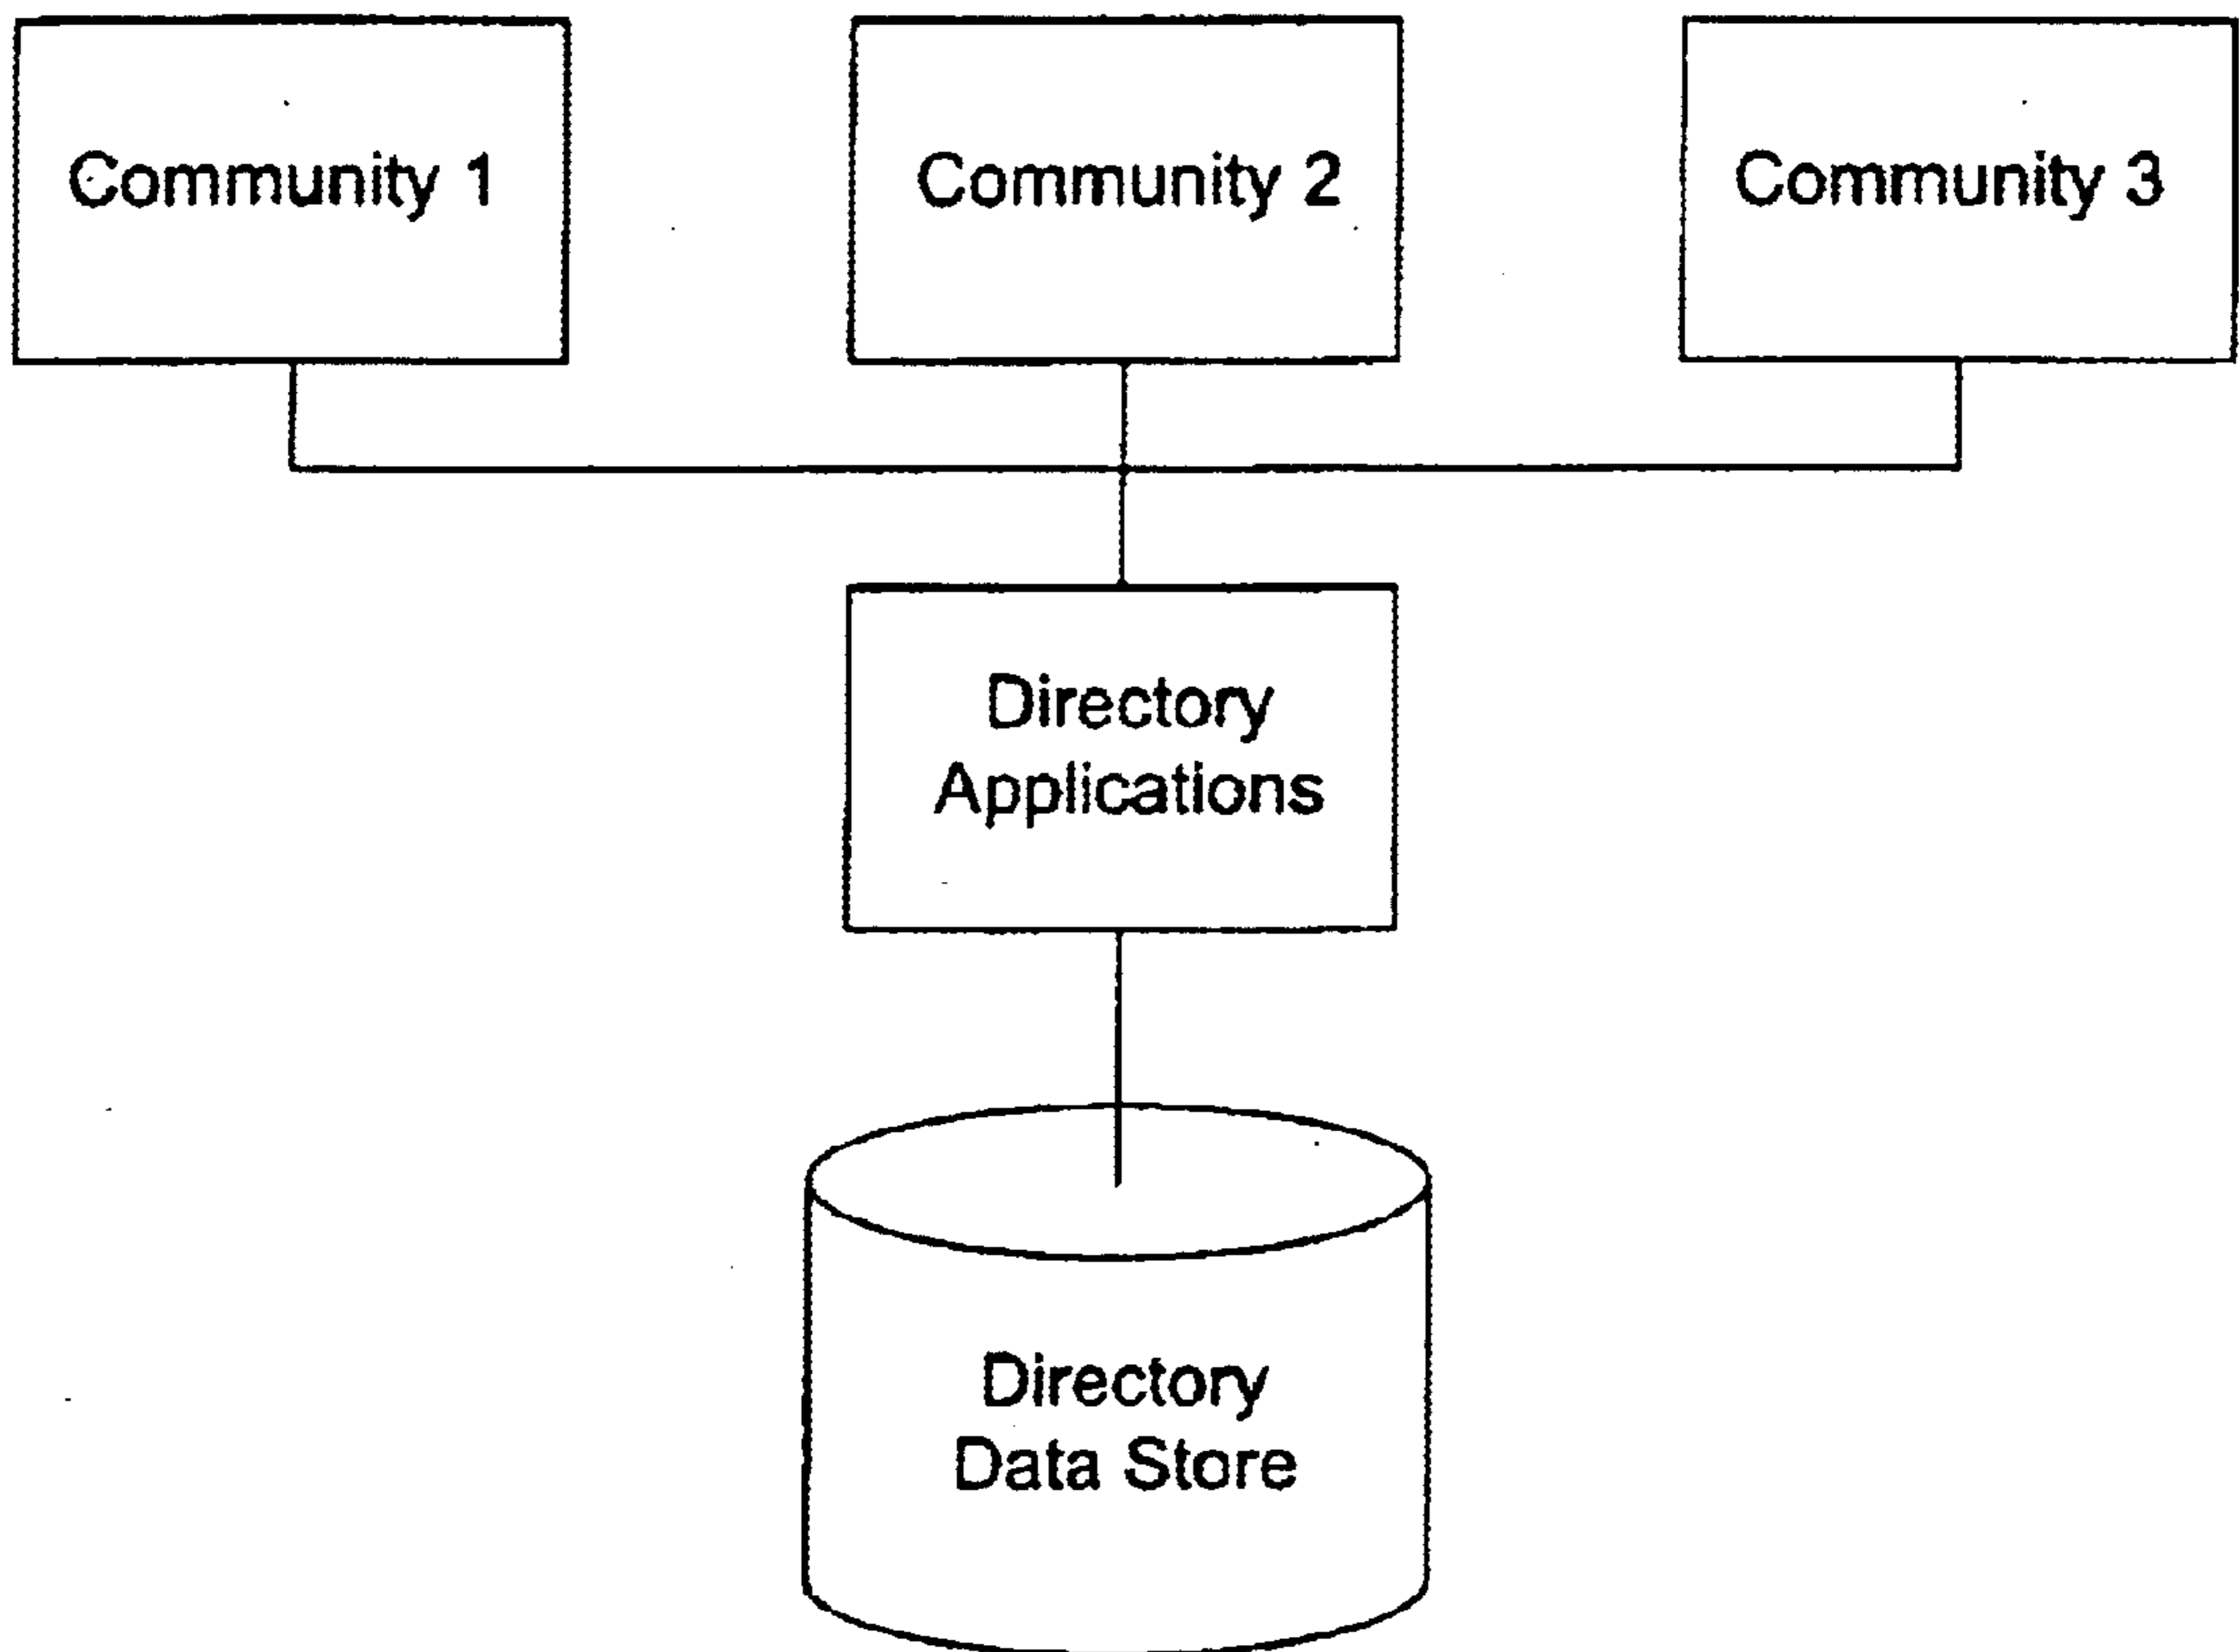 Community 1
Community 2
Community 3
Directory
Applications
Directory
Data Store